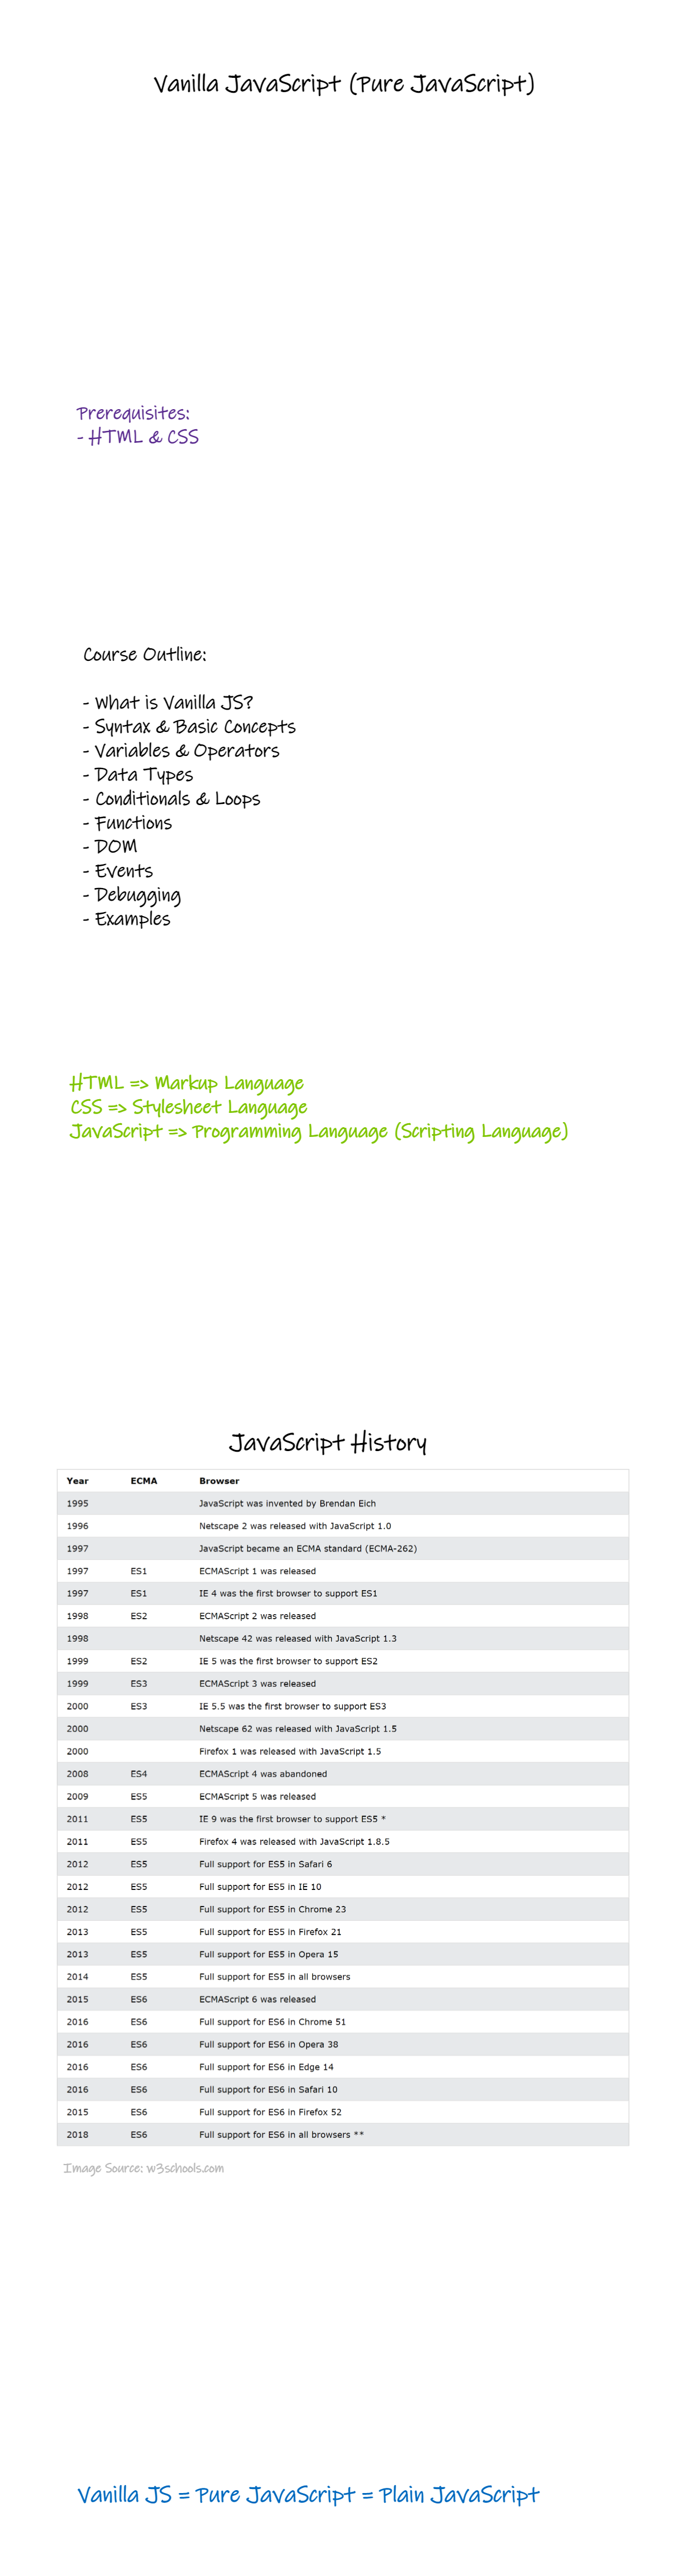 Vanilla JavaScript (Pure JavaScript)
Prerequisites:
- HTML & CSS
Course Outline:
- What is Vanilla JS?
- Syntax & Basic Concepts
- Variables & Operators
- Data Types
- Conditionals & Loops
- Functions
- DOM
- Events
- Debugging
- Examples
HTML => Markup Language
CSS => Stylesheet Language
JavaScript => Programming Language (Scripting Language)
JavaScript History
Year ECMA Browser
1995 JavaScript was invented by Brendan Eich
1996 Netscape 2 was released with JavaScript 1.0
1997 JavaScript became an ECMA standard (ECMA-262)
1997 ES1 ECMAScript 1 was released
1997 ES1 IE 4 was the first browser to support ES1
1998 ES2 ECMAScript 2 was released
1998 Netscape 42 was released with JavaScript 1.3
1999 ES2 IE 5 was the first browser to support ES2
1999 ES3 ECMAScript 3 was released
2000 ES3 IE 5.5 was the first browser to support ES3
2000 Netscape 62 was released with JavaScript 1.5
2000 Firefox 1 was released with JavaScript 1.5
2008 ES4 ECMAScript 4 was abandoned
2009 ES5 ECMAScript 5 was released
2011 ES5 IE 9 was the first browser to support ES5 *
2011 ES5 Firefox 4 was released with JavaScript 1.8.5
2012 ES5 Full support for ES5 in Safari 6
2012 ES5 Full support for ES5 in IE 10
2012 ES5 Full support for ES5 in Chrome 23
2013 ES5 Full support for ES5 in Firefox 21
2013 ES5 Full support for ES5 in Opera 15
2014 ES5 Full support for ES5 in all browsers
2015 ES6 ECMAScript 6 was released
2016 ES6 Full support for ES6 in Chrome 51
2016 ES6 Full support for ES6 in Opera 38
2016 ES6 Full support for ES6 in Edge 14
2016 ES6 Full support for ES6 in Safari 10
2015 ES6 Full support for ES6 in Firefox 52
2018 ES6 Full support for ES6 in all browsers **
Image Source: w3schools.com
Vanilla JS = Pure JavaScript = Plain JavaScript